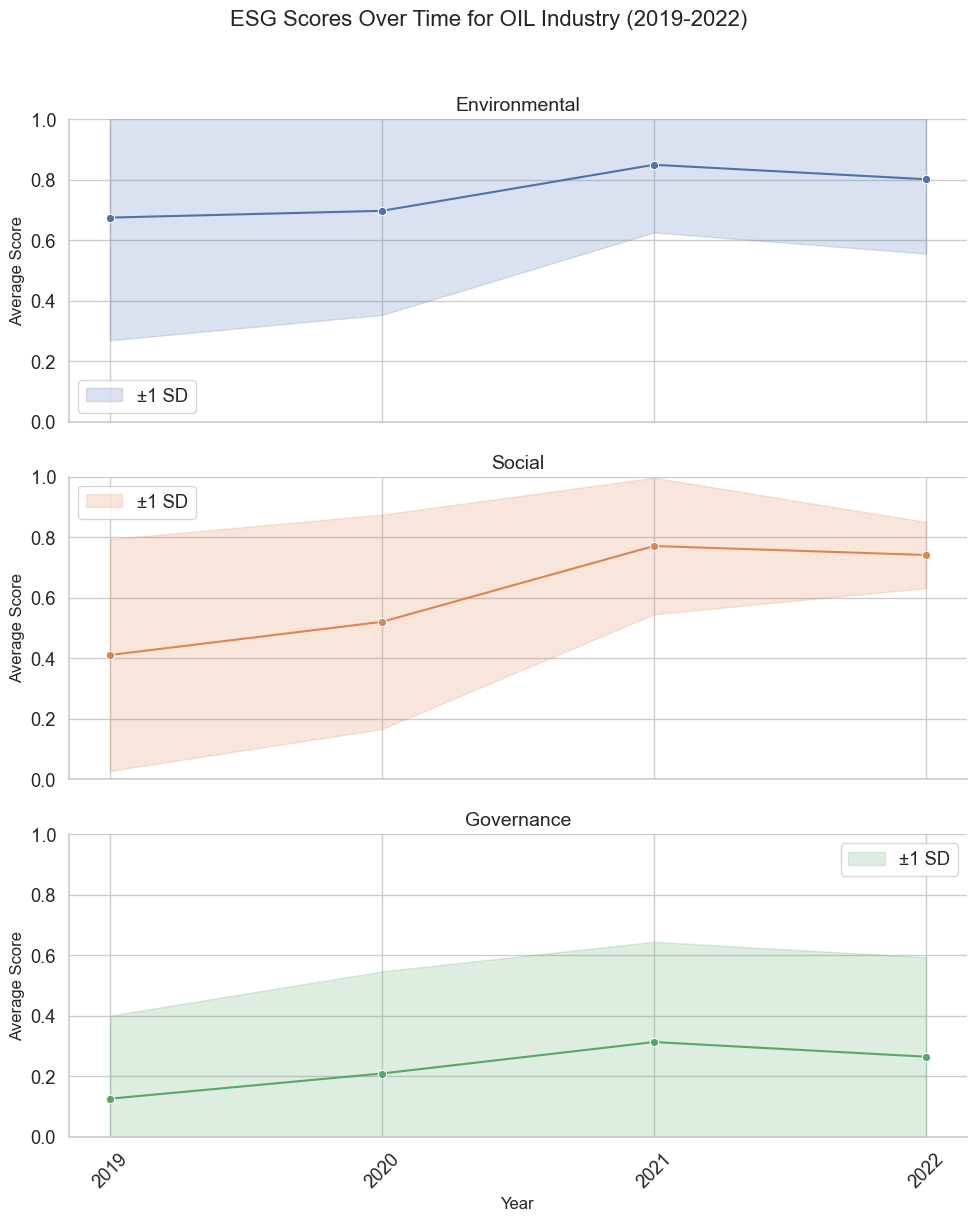 ESG Scores Over Time for OIL Industry (2019-2022)
Environmental
1.0
0.8
0.6
0.4
0.2
0.0
Average Score
±1 SD
Social
1.0
0.8
0.6
0.4
0.2
0.0
Average Score
±1 SD
Governance
1.0
0.8
0.6
0.4
0.2
0.0
Average Score
±1 SD
2019
2020
2021
2022
Year